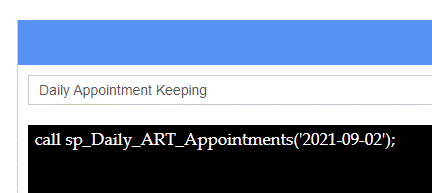 Daily Appointment Keeping
call sp_Daily_ART_Appointments('2021-09-02');